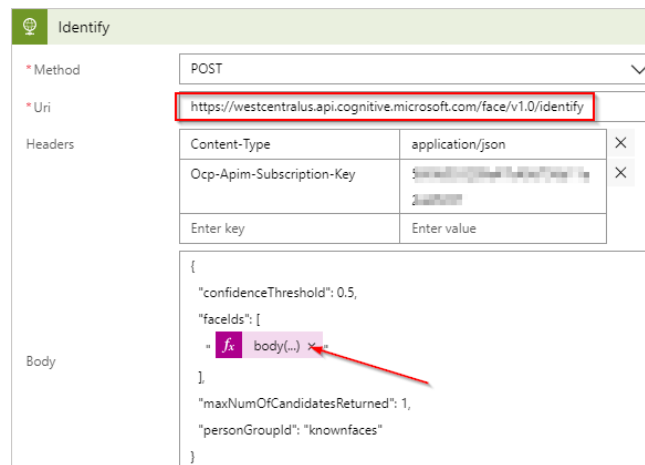 Identify
* Method POST
* Uri https://westcentralus.api.cognitive.microsoft.com/face/v1.0/identify
Headers Content-Type application/json
Ocp-Apim-Subscription-Key
Enter key Enter value
{
"confidenceThreshold": 0.5,
"faceIds": [
" fx body(...) × "
Body
],
"maxNumOfCandidatesReturned": 1,
"personGroupId": "knownfaces"
}